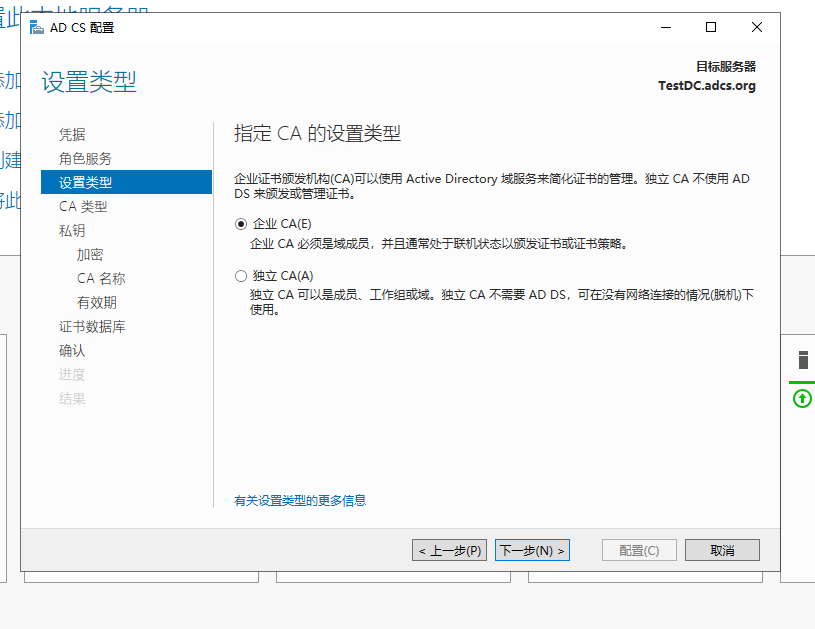 AD CS 配置
设置类型
目标服务器
TestDC.adcs.org
凭据
角色服务
设置类型
CA 类型
私钥
加密
CA 名称
有效期
证书数据库
确认
进度
结果
指定 CA 的设置类型
企业证书颁发机构(CA)可以使用 Active Directory 域服务来简化证书的管理。独立 CA 不使用 AD
DS 来颁发或管理证书。
企业 CA(E)
企业 CA 必须是域成员，并且通常处于联机状态以颁发证书或证书策略。
独立 CA(A)
独立 CA 可以是成员、工作组或域。独立 CA 不需要 AD DS，可在没有网络连接的情况(脱机)下
使用。
有关设置类型的更多信息
< 上一步(P)
下一步(N) >
配置(C)
取消